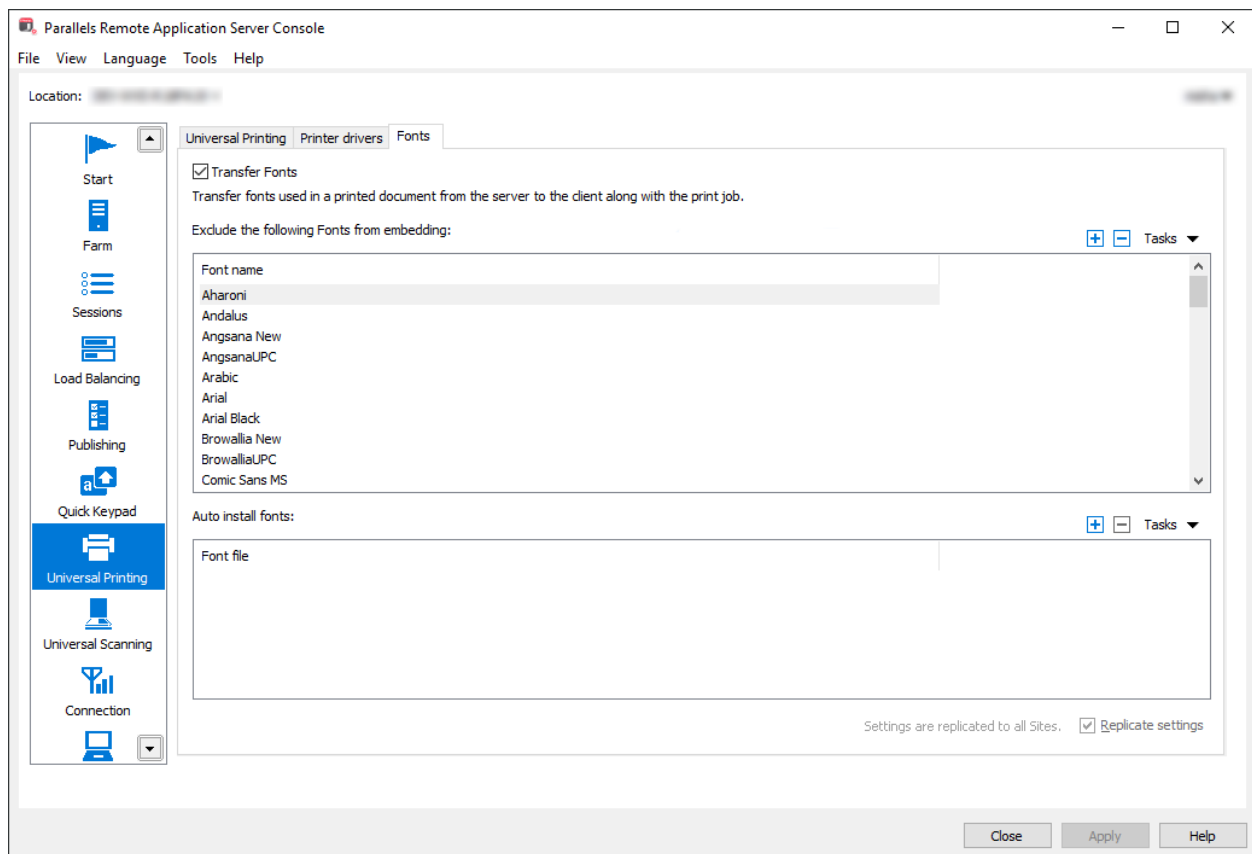 Parallels Remote Application Server Console
File View Language Tools Help
Location:
Start
Farm
Sessions
Load Balancing
Publishing
a
Quick Keypad
Universal Printing
Universal Scanning
Connection
Universal Printing Printer drivers Fonts
Transfer Fonts
Transfer fonts used in a printed document from the server to the client along with the print job.
Exclude the following Fonts from embedding:
Tasks
Font name
Aharoni
Andalus
Angsana New
AngsanaUPC
Arabic
Arial
Arial Black
Browallia New
BrowalliaUPC
Comic Sans MS
Auto install fonts:
Tasks
Font file
Settings are replicated to all Sites. Replicate settings
Close Apply Help